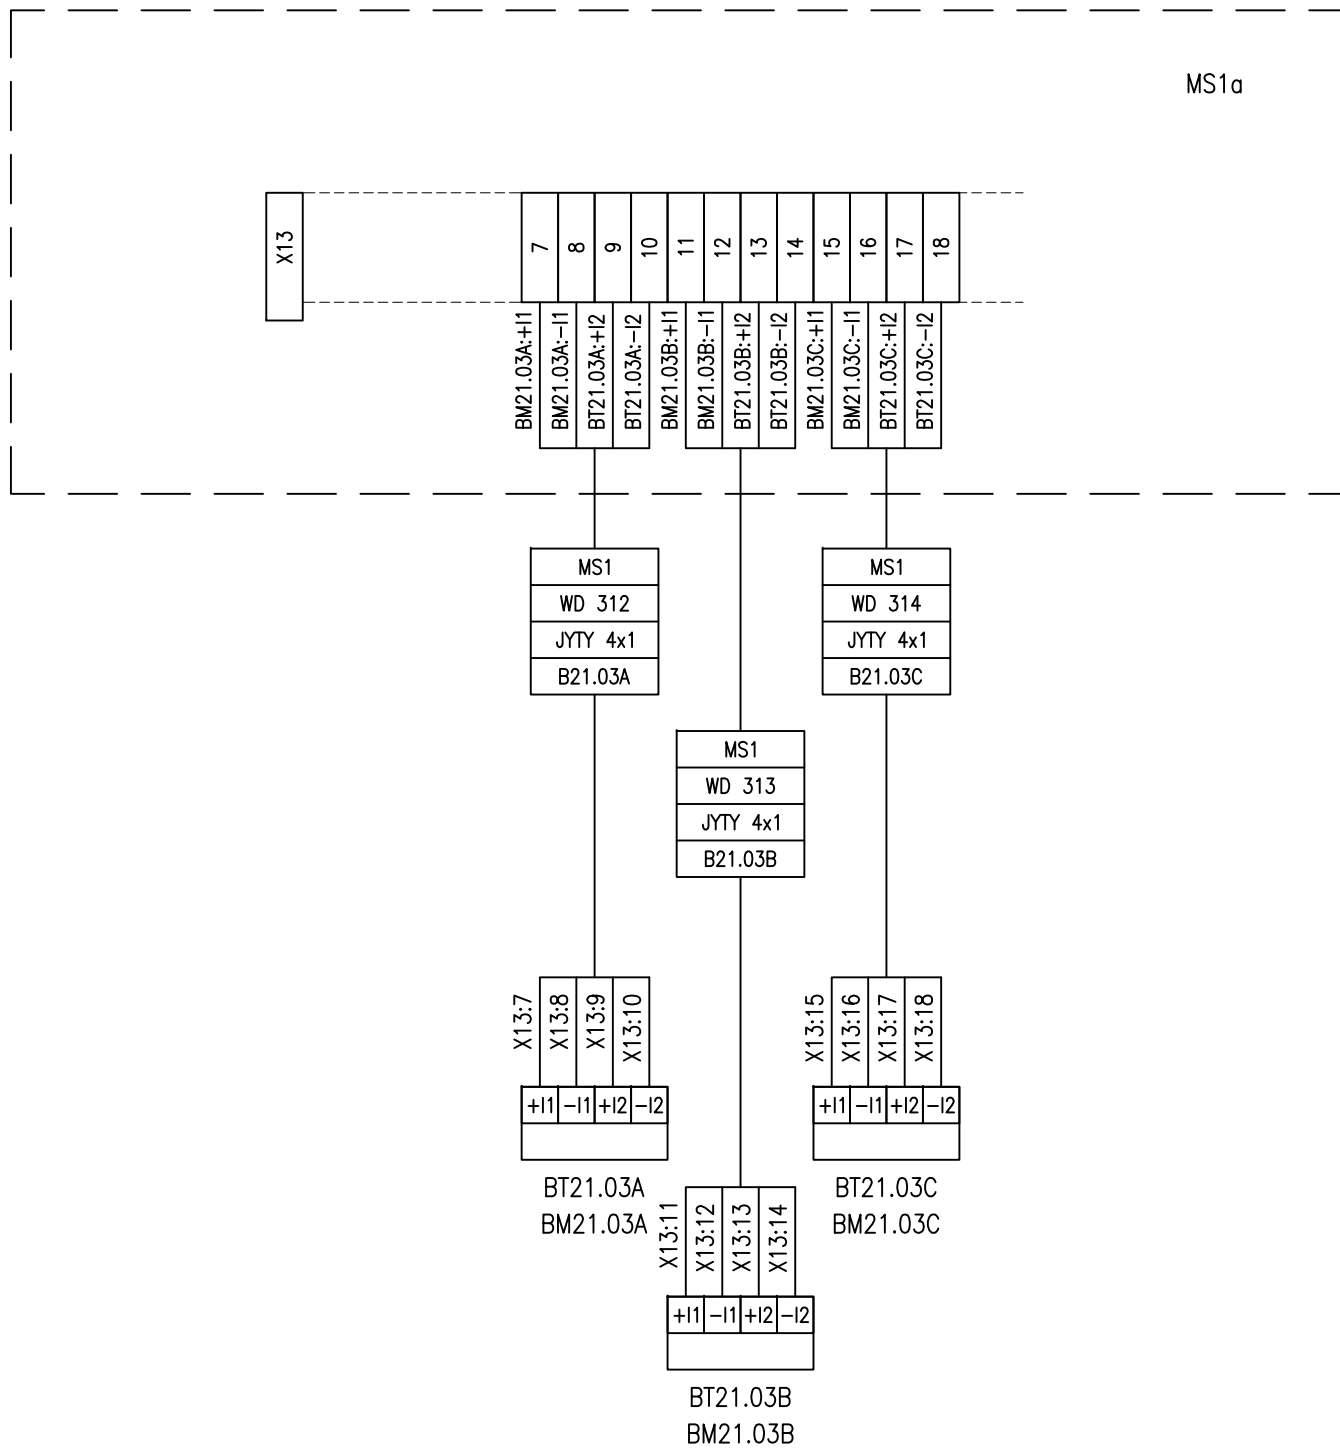 MS1a
X13
7
8
9
10
11
12
13
14
15
16
17
18
BM21.03A:+I1
BM21.03A:-I1
BT21.03A:+I2
BT21.03A:-I2
BM21.03B:+I1
BM21.03B:-I1
BT21.03B:+I2
BT21.03B:-I2
BM21.03C:+I1
BM21.03C:-I1
BT21.03C:+I2
BT21.03C:-I2
MS1
WD 312
JYTY 4x1
B21.03A
MS1
WD 314
JYTY 4x1
B21.03C
MS1
WD 313
JYTY 4x1
B21.03B
X13:7
X13:8
X13:9
X13:10
+I1
-I1
+I2
-I2
BT21.03A
BM21.03A
X13:15
X13:16
X13:17
X13:18
+I1
-I1
+I2
-I2
BT21.03C
BM21.03C
X13:11
X13:12
X13:13
X13:14
+I1
-I1
+I2
-I2
BT21.03B
BM21.03B